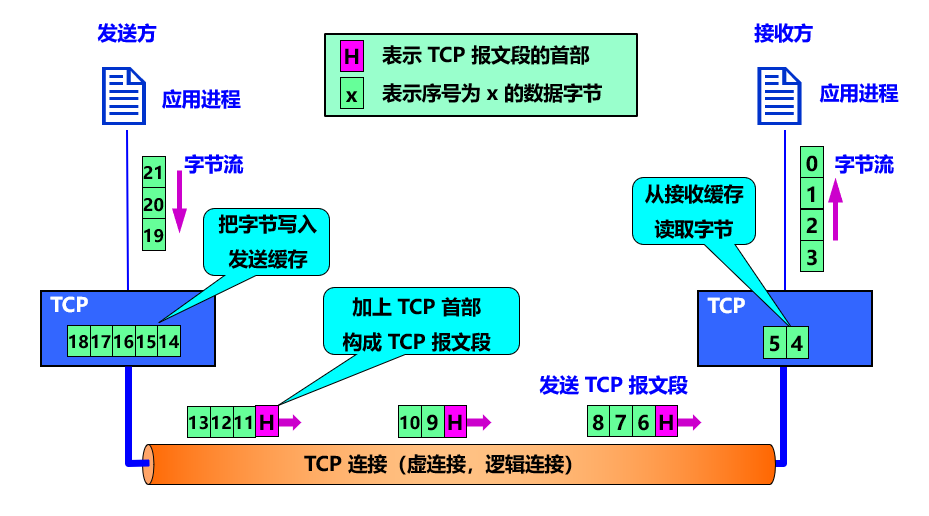 发送方
接收方
H 表示 TCP 报文段的首部
x 表示序号为 x 的数据字节
应用进程
应用进程
21
20
19
字节流
0
1
2
3
字节流
把字节写入
发送缓存
从接收缓存
读取字节
TCP
18 17 16 15 14
加上 TCP 首部
构成 TCP 报文段
TCP
5 4
发送 TCP 报文段
13 12 11 H
10 9 H
8 7 6 H
TCP 连接（虚连接，逻辑连接）